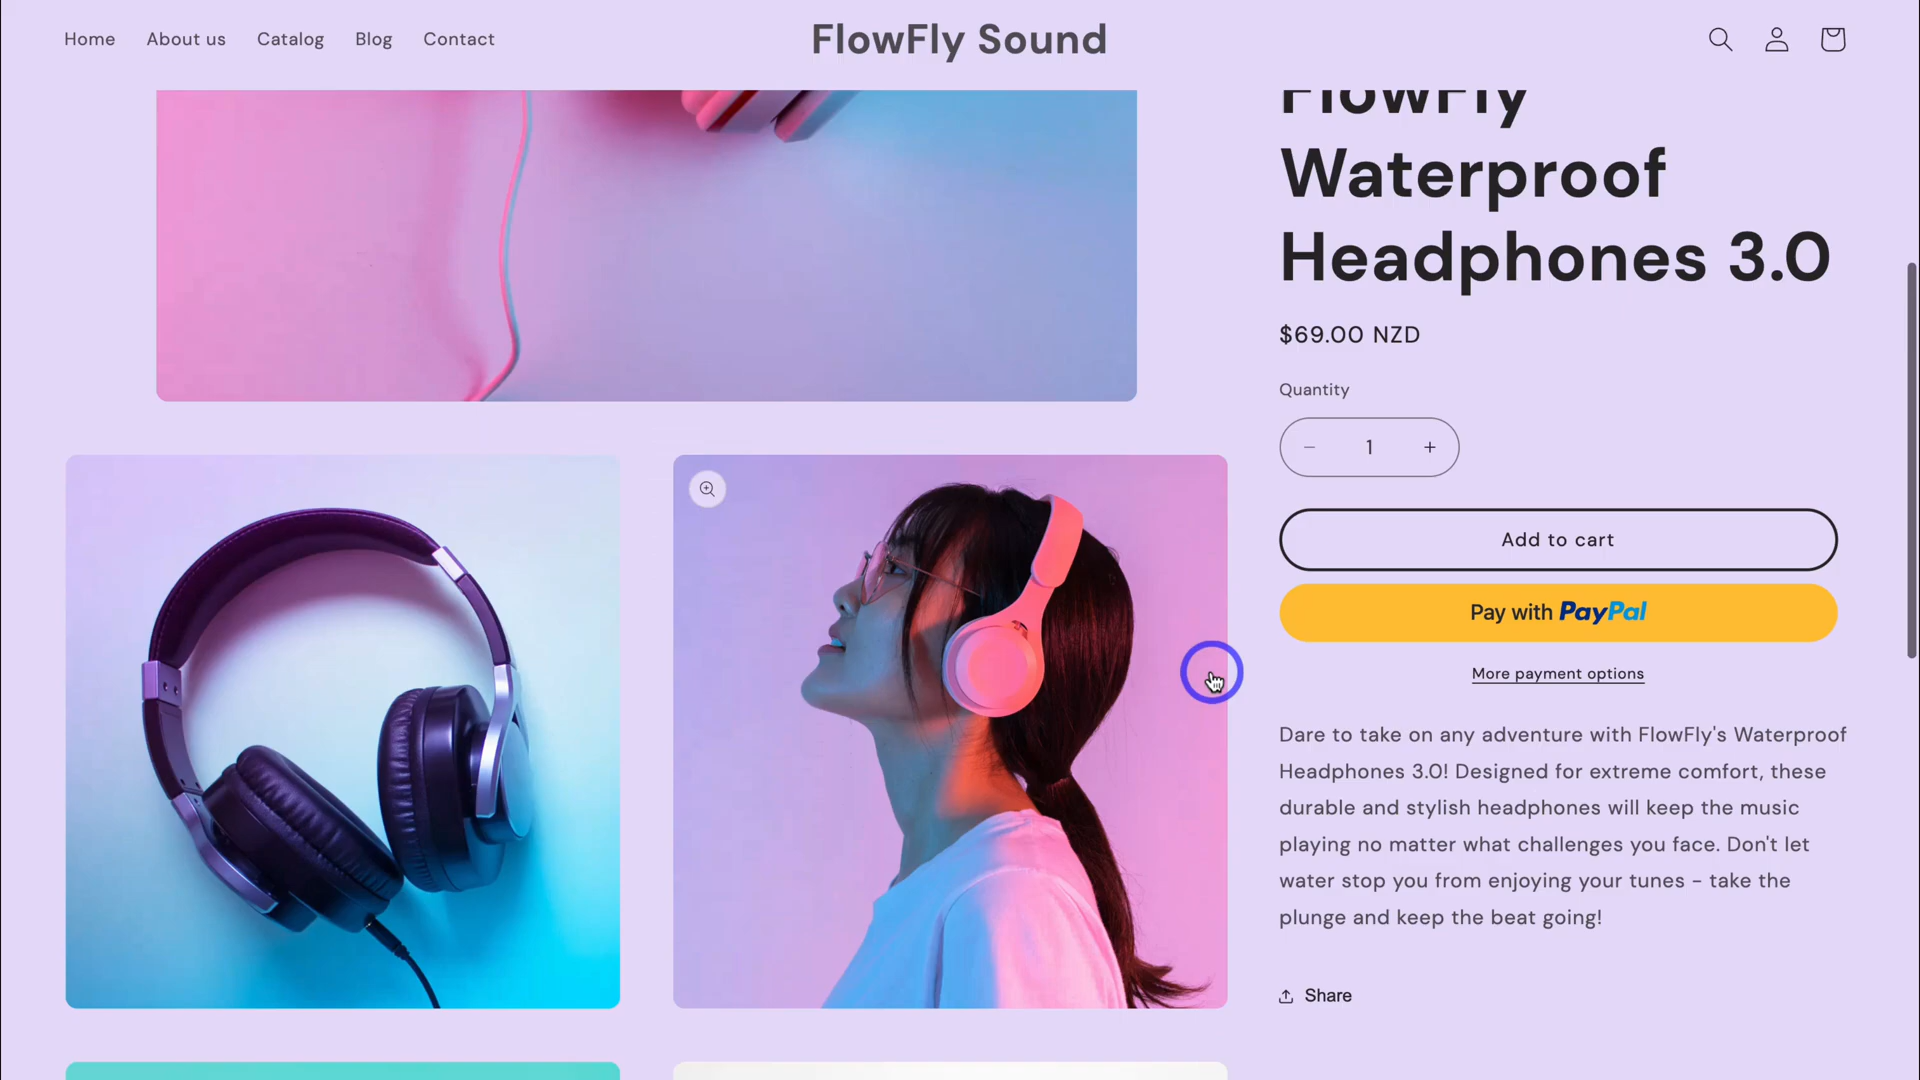 Home About us Catalog Blog Contact
FlowFly Sound
FlowFly
Waterproof
Headphones 3.0
$69.00 NZD
Quantity
− 1 +
Add to cart
Pay with PayPal
More payment options
Dare to take on any adventure with FlowFly's Waterproof
Headphones 3.0! Designed for extreme comfort, these
durable and stylish headphones will keep the music
playing no matter what challenges you face. Don't let
water stop you from enjoying your tunes - take the
plunge and keep the beat going!
Share